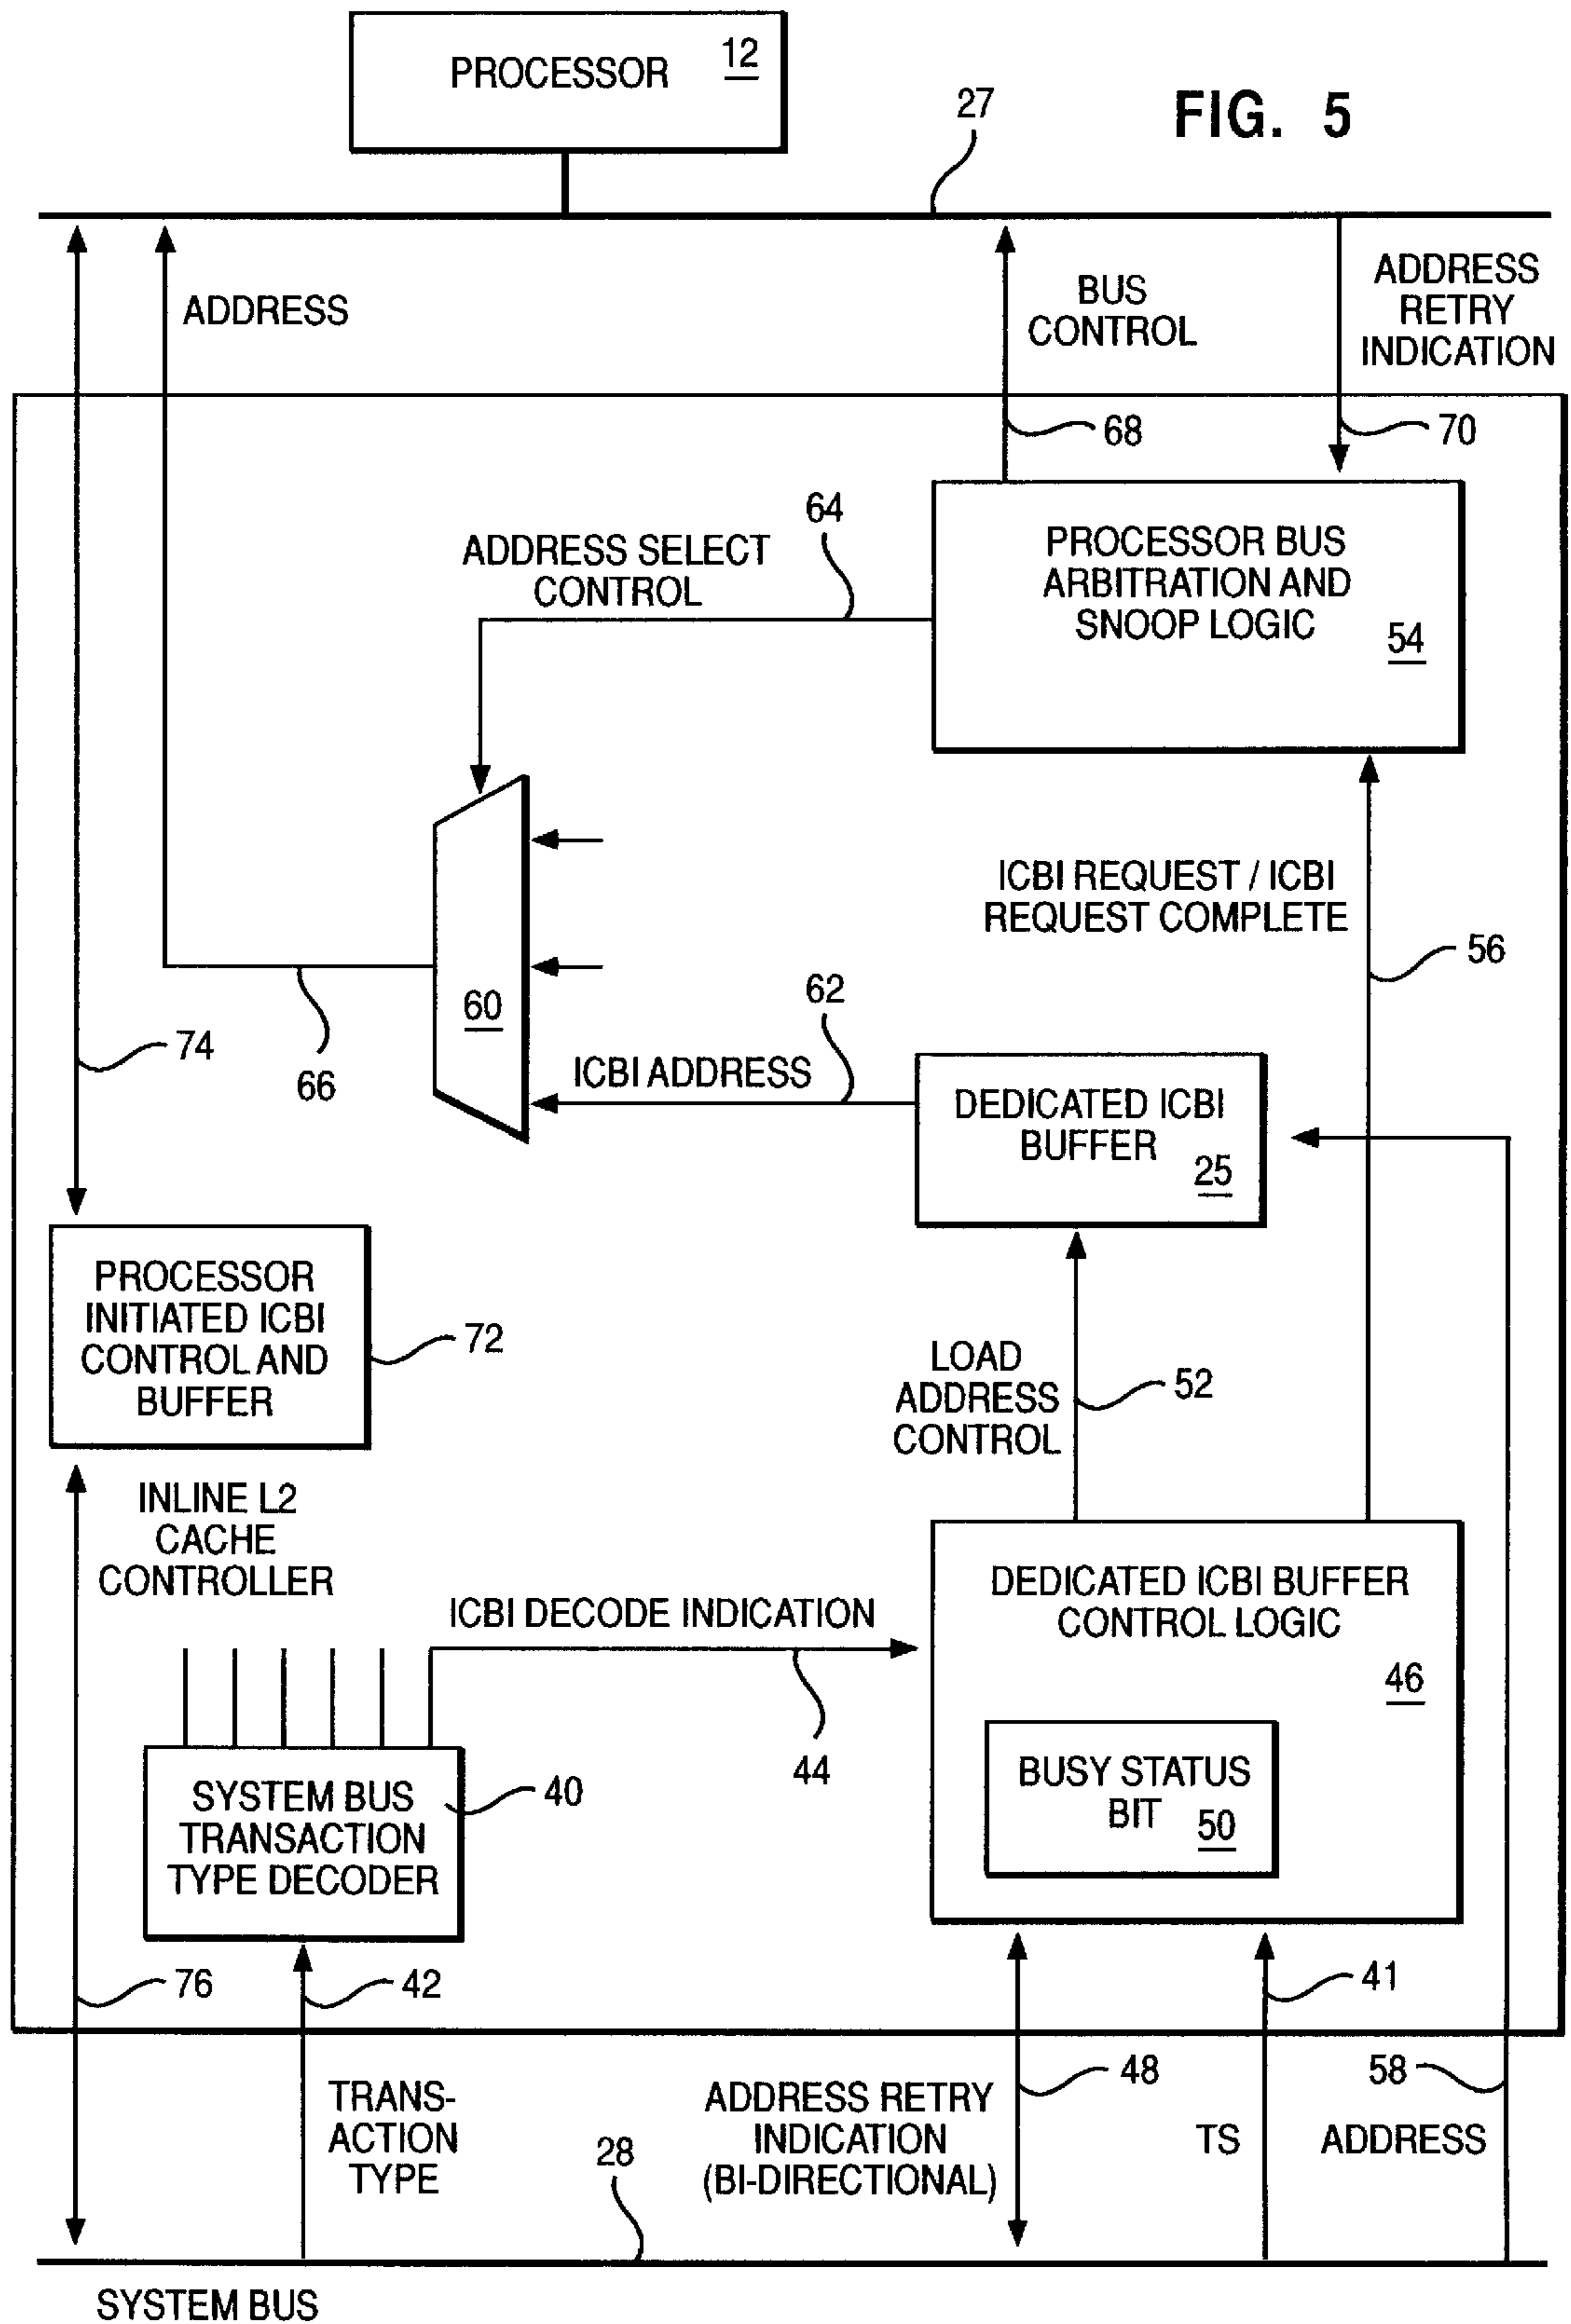 PROCESSOR 12
27
FIG. 5
ADDRESS
BUS
CONTROL
ADDRESS
RETRY
INDICATION
68
70
64
ADDRESS SELECT
CONTROL
PROCESSOR BUS
ARBITRATION AND
SNOOP LOGIC
54
ICBI REQUEST / ICBI
REQUEST COMPLETE
56
60
62
74
66
ICBI ADDRESS
DEDICATED ICBI
BUFFER
25
PROCESSOR
INITIATED ICBI
CONTROL AND
BUFFER
72
LOAD
ADDRESS
CONTROL
52
INLINE L2
CACHE
CONTROLLER
ICBI DECODE INDICATION
44
DEDICATED ICBI BUFFER
CONTROL LOGIC
46
BUSY STATUS
BIT
50
SYSTEM BUS
TRANSACTION
TYPE DECODER
40
76
42
41
TRANS-
ACTION
TYPE
ADDRESS RETRY
INDICATION
(BI-DIRECTIONAL)
48
TS
58
ADDRESS
28
SYSTEM BUS